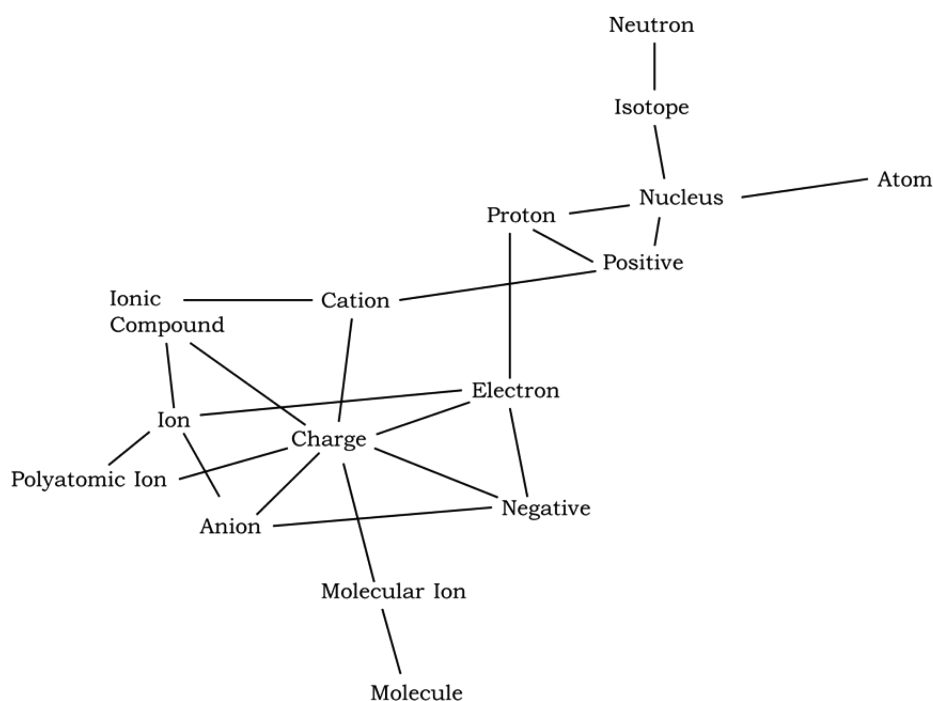 Neutron
Isotope
Atom
Nucleus
Proton
Positive
Ionic
Compound
Cation
Electron
Ion
Charge
Polyatomic Ion
Negative
Anion
Molecular Ion
Molecule